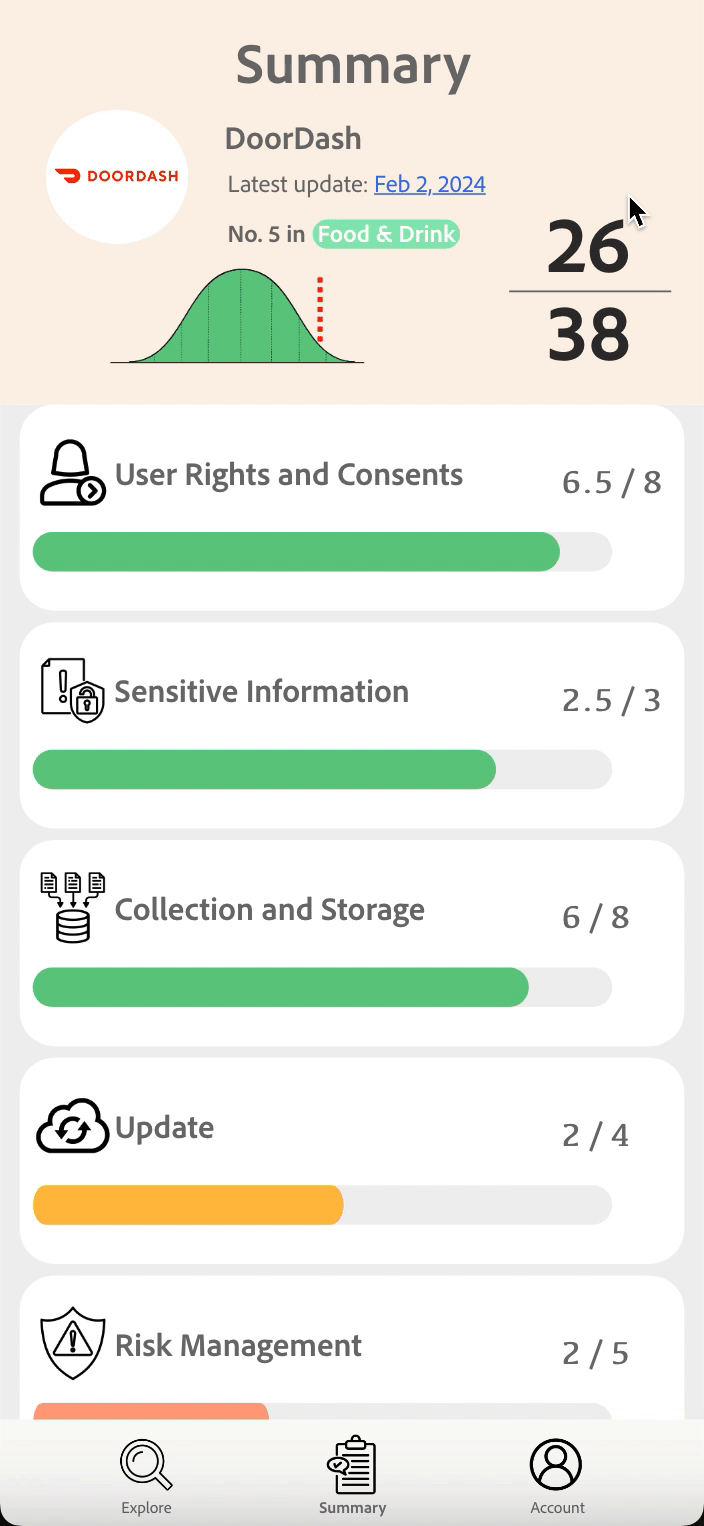 Summary
DOORDASH
DoorDash
Latest update: Feb 2, 2024
No. 5 in Food & Drink
26
38
User Rights and Consents
6.5 / 8
Sensitive Information
2.5 / 3
Collection and Storage
6 / 8
Update
2 / 4
Risk Management
2 / 5
Explore
Summary
Account